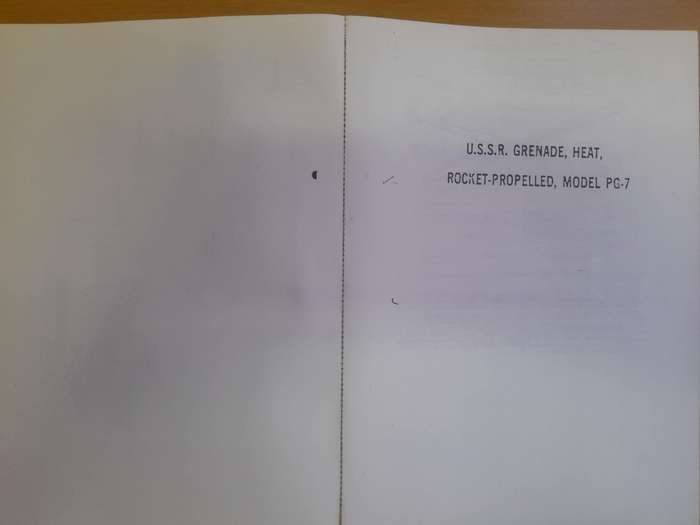 U.S.S.R. GRENADE, HEAT,
ROCKET-PROPELLED, MODEL PG-7